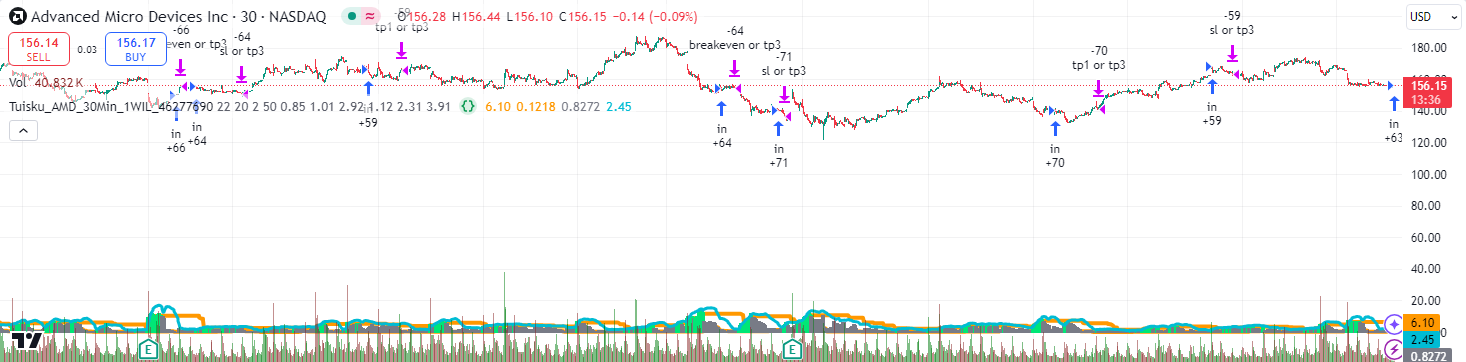 Advanced Micro Devices Inc · 30 · NASDAQ
O156.28 H156.44 L156.10 C156.15 −0.14 (−0.09%)
USD
156.14
SELL
0.03
156.17
BUY
Vol 40.832 K
Tuisku_AMD_30Min_1WIL_46277690 22 20 2 50 0.85 1.01 2.92 1.12 2.31 3.91
6.10 0.1218 0.8272 2.45
-66
breakeven or tp3
-64
sl or tp3
-59
tp1 or tp3
-64
breakeven or tp3
-71
sl or tp3
-70
tp1 or tp3
-59
sl or tp3
in
+66
in
+64
in
+59
in
+64
in
+71
in
+70
in
+59
in
+63
180.00
160.00
156.15
13:36
140.00
120.00
100.00
80.00
60.00
40.00
20.00
6.10
2.45
0.8272
E
E